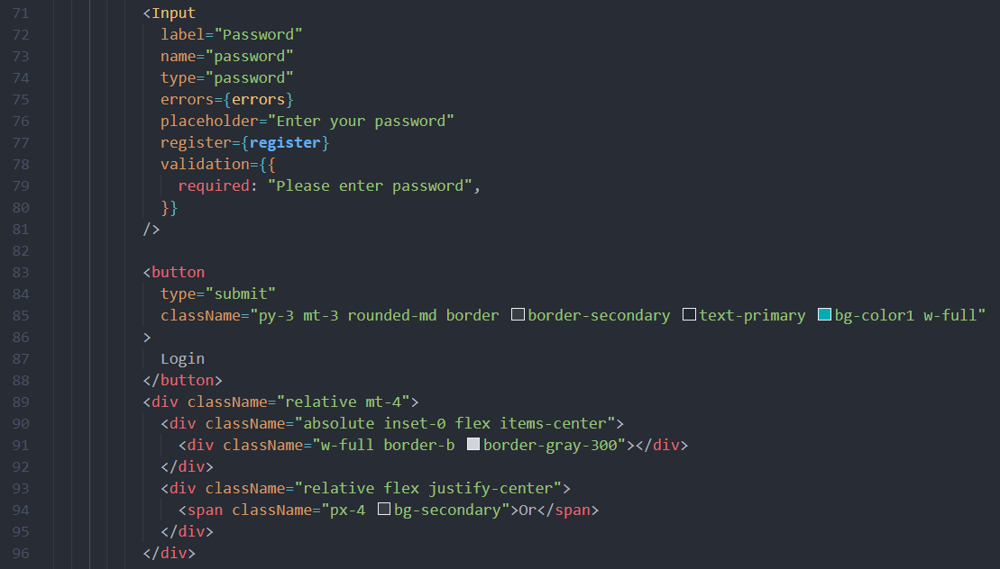 71 <Input
72 label="Password"
73 name="password"
74 type="password"
75 errors={errors}
76 placeholder="Enter your password"
77 register={register}
78 validation={{
79 required: "Please enter password",
80 }}
81 />
82
83 <button
84 type="submit"
85 className="py-3 mt-3 rounded-md border border-secondary text-primary bg-color1 w-full"
86 >
87 Login
88 </button>
89 <div className="relative mt-4">
90 <div className="absolute inset-0 flex items-center">
91 <div className="w-full border-b border-gray-300"></div>
92 </div>
93 <div className="relative flex justify-center">
94 <span className="px-4 bg-secondary">Or</span>
95 </div>
96 </div>